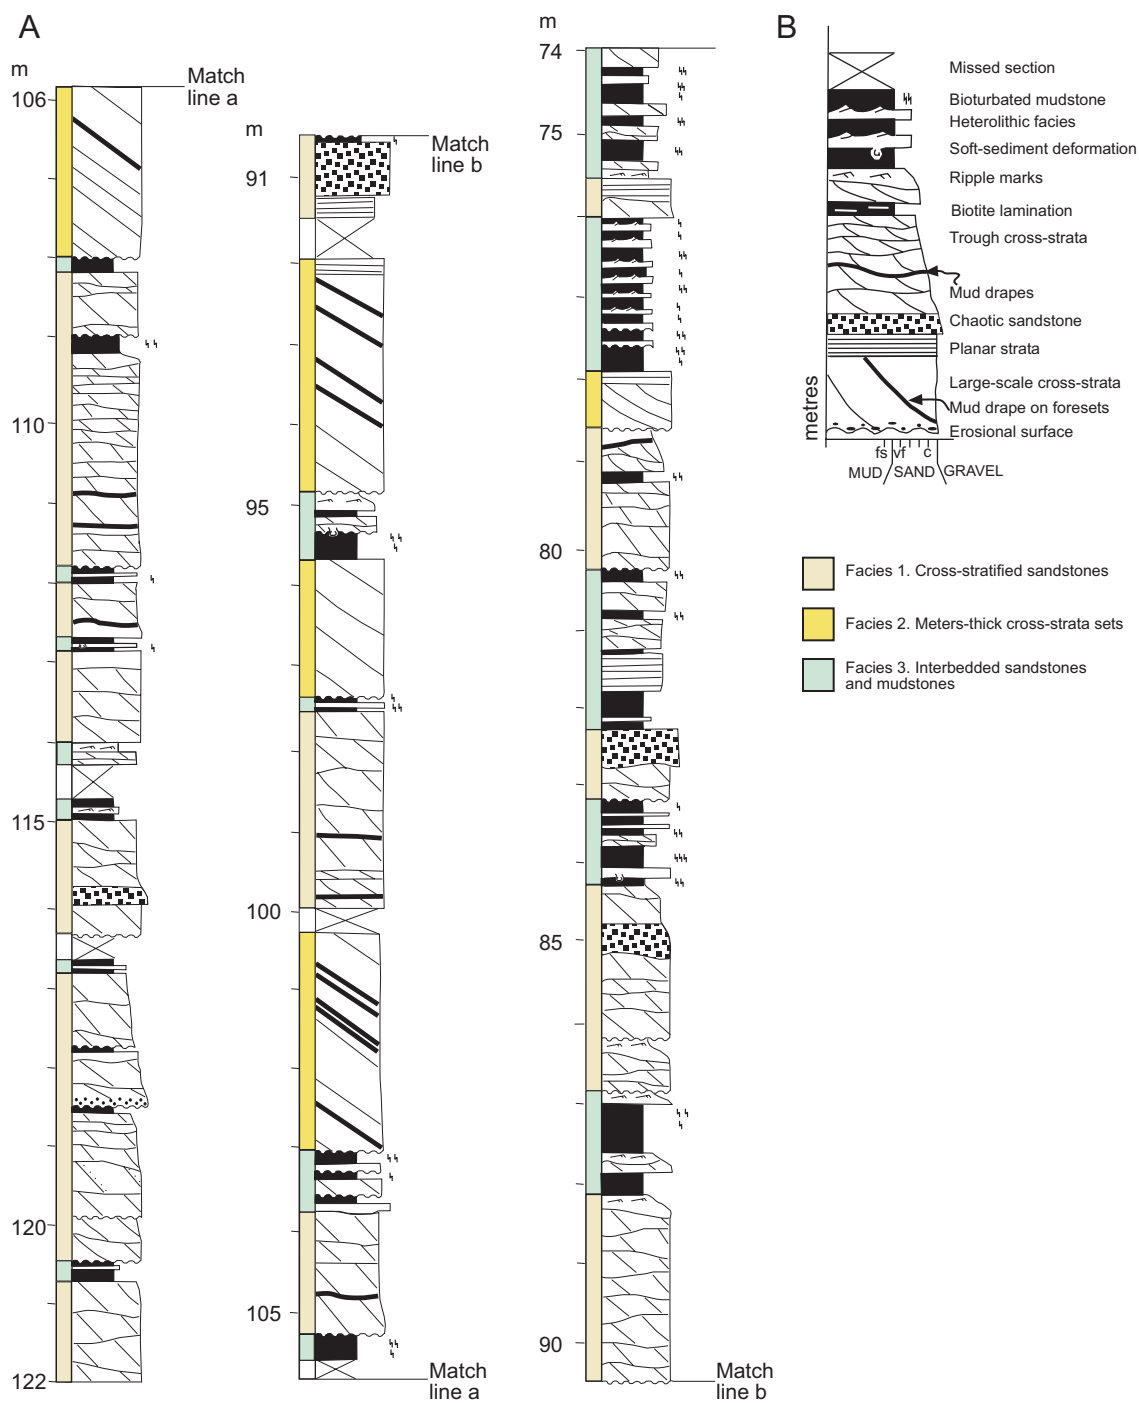 A
m
106
110
115
120
122
Match
line a
m
91
95
100
105
Match
line b
Match
line a
m
74
75
80
85
90
Match
line b
B
Missed section
Bioturbated mudstone
Heterolithic facies
Soft-sediment deformation
Ripple marks
Biotite lamination
Trough cross-strata
Mud drapes
Chaotic sandstone
Planar strata
Large-scale cross-strata
Mud drape on foresets
Erosional surface
metres
fs vf c
MUD SAND GRAVEL
Facies 1. Cross-stratified sandstones
Facies 2. Meters-thick cross-strata sets
Facies 3. Interbedded sandstones
and mudstones